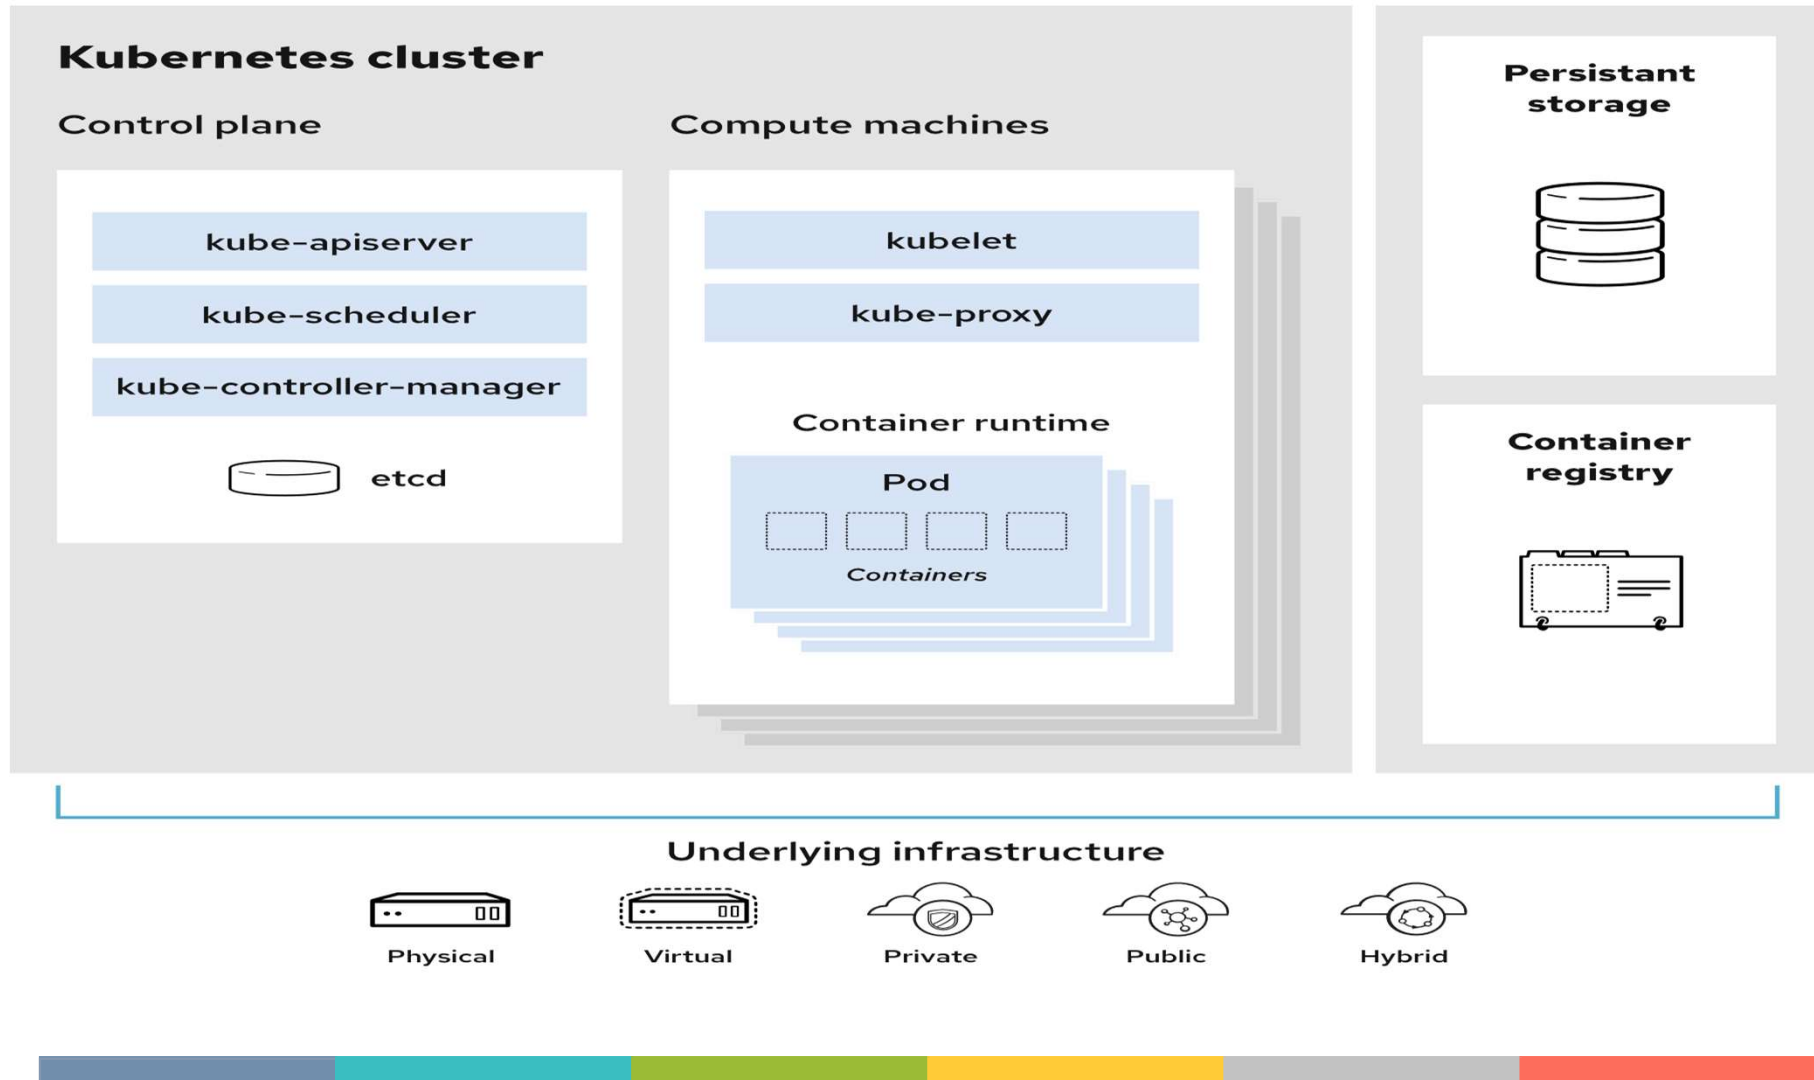 Kubernetes cluster
Control plane
kube-apiserver
kube-scheduler
kube-controller-manager
etcd
Compute machines
kubelet
kube-proxy
Container runtime
Pod
Containers
Persistant
storage
Container
registry
Underlying infrastructure
Physical
Virtual
Private
Public
Hybrid